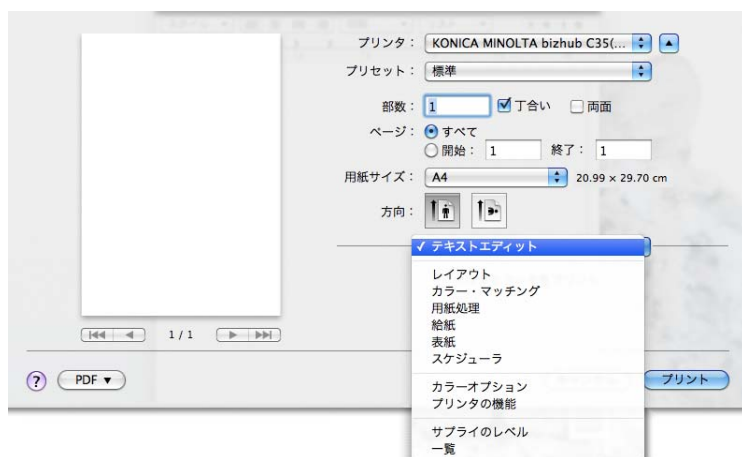 プリンタ： KONICA MINOLTA bizhub C35(...
プリセット： 標準
部数： 1 丁合い 両面
ページ： すべて
開始： 1 終了： 1
用紙サイズ： A4 20.99 × 29.70 cm
方向：
✓ テキストエディット
レイアウト
カラー・マッチング
用紙処理
給紙
表紙
スケジューラ
カラーオプション
プリンタの機能
サプライのレベル
一覧
1 / 1
? PDF ▼ プリント